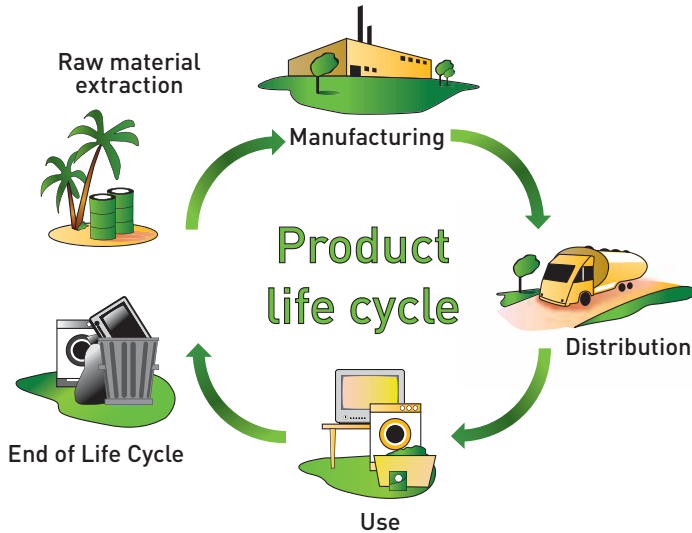 Raw material
extraction
Manufacturing
Product
life cycle
Distribution
End of Life Cycle
Use